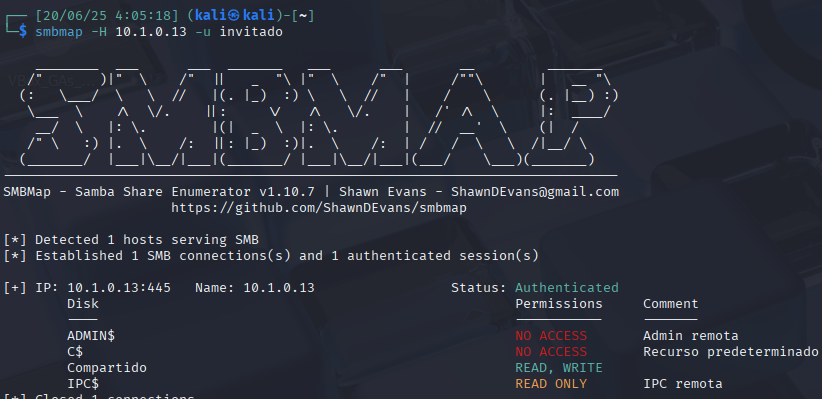 [20/06/25 4:05:18] (kali㉿kali)-[~]
$ smbmap -H 10.1.0.13 -u invitado
SMBMAP
SMBMap - Samba Share Enumerator v1.10.7 | Shawn Evans - ShawnDEvans@gmail.com
https://github.com/ShawnDEvans/smbmap
[*] Detected 1 hosts serving SMB
[*] Established 1 SMB connections(s) and 1 authenticated session(s)
[+] IP: 10.1.0.13:445 Name: 10.1.0.13 Status: Authenticated
Disk Permissions Comment
---- ----------- -------
ADMIN$ NO ACCESS Admin remota
C$ NO ACCESS Recurso predeterminado
Compartido READ, WRITE
IPC$ READ ONLY IPC remota
[*] Closed 1 connections